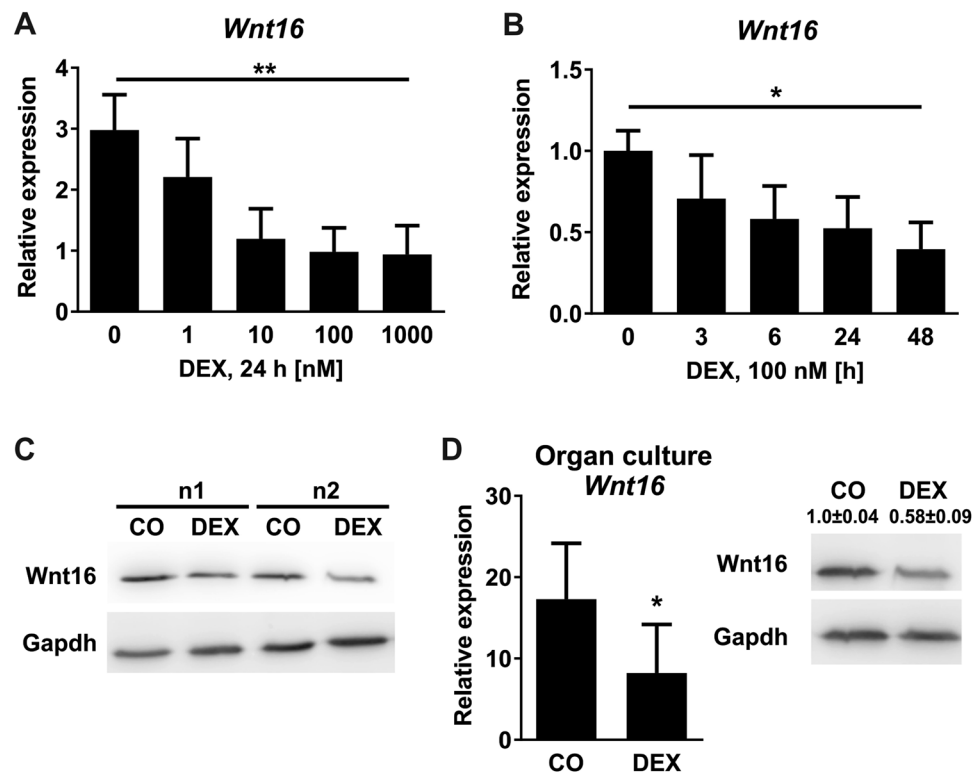 A
Wnt16
Relative expression
4
3
2
1
0
**
0 1 10 100 1000
DEX, 24 h [nM]
B
Wnt16
Relative expression
1.5
1.0
0.5
0.0
*
0 3 6 24 48
DEX, 100 nM [h]
C
n1 n2
CO DEX CO DEX
Wnt16
Gapdh
D
Organ culture
Wnt16
Relative expression
30
20
10
0
*
CO DEX
CO DEX
1.0±0.04 0.58±0.09
Wnt16
Gapdh